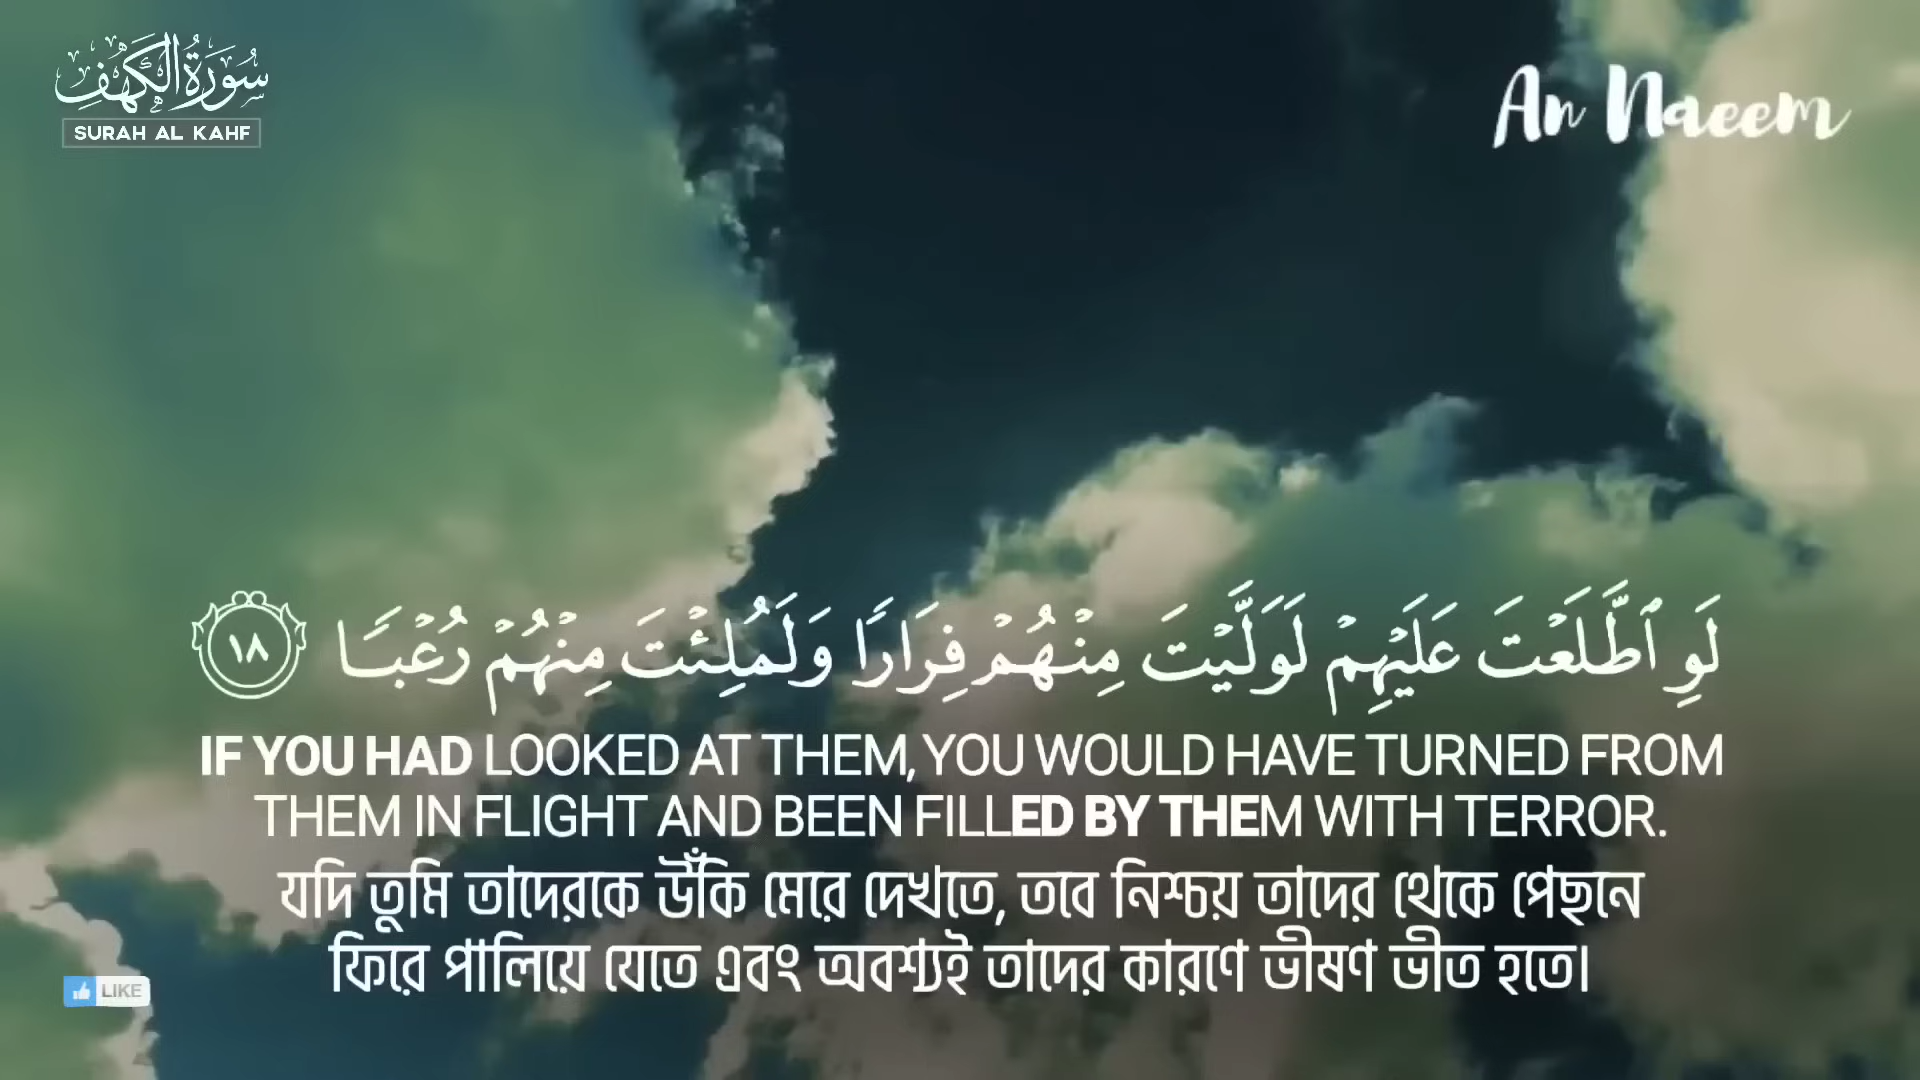 سُورَةُ الْكَهْفِ
SURAH AL KAHF
An Naeem
لَوِ ٱطَّلَعْتَ عَلَيْهِمْ لَوَلَّيْتَ مِنْهُمْ فِرَارًا وَلَمُلِئْتَ مِنْهُمْ رُعْبًا ١٨
IF YOU HAD LOOKED AT THEM, YOU WOULD HAVE TURNED FROM
THEM IN FLIGHT AND BEEN FILLED BY THEM WITH TERROR.
যদি তুমি তাদেরকে উঁকি মেরে দেখতে, তবে নিশ্চয় তাদের থেকে পেছনে
ফিরে পালিয়ে যেতে এবং অবশ্যই তাদের কারণে ভীষণ ভীত হতে।
LIKE